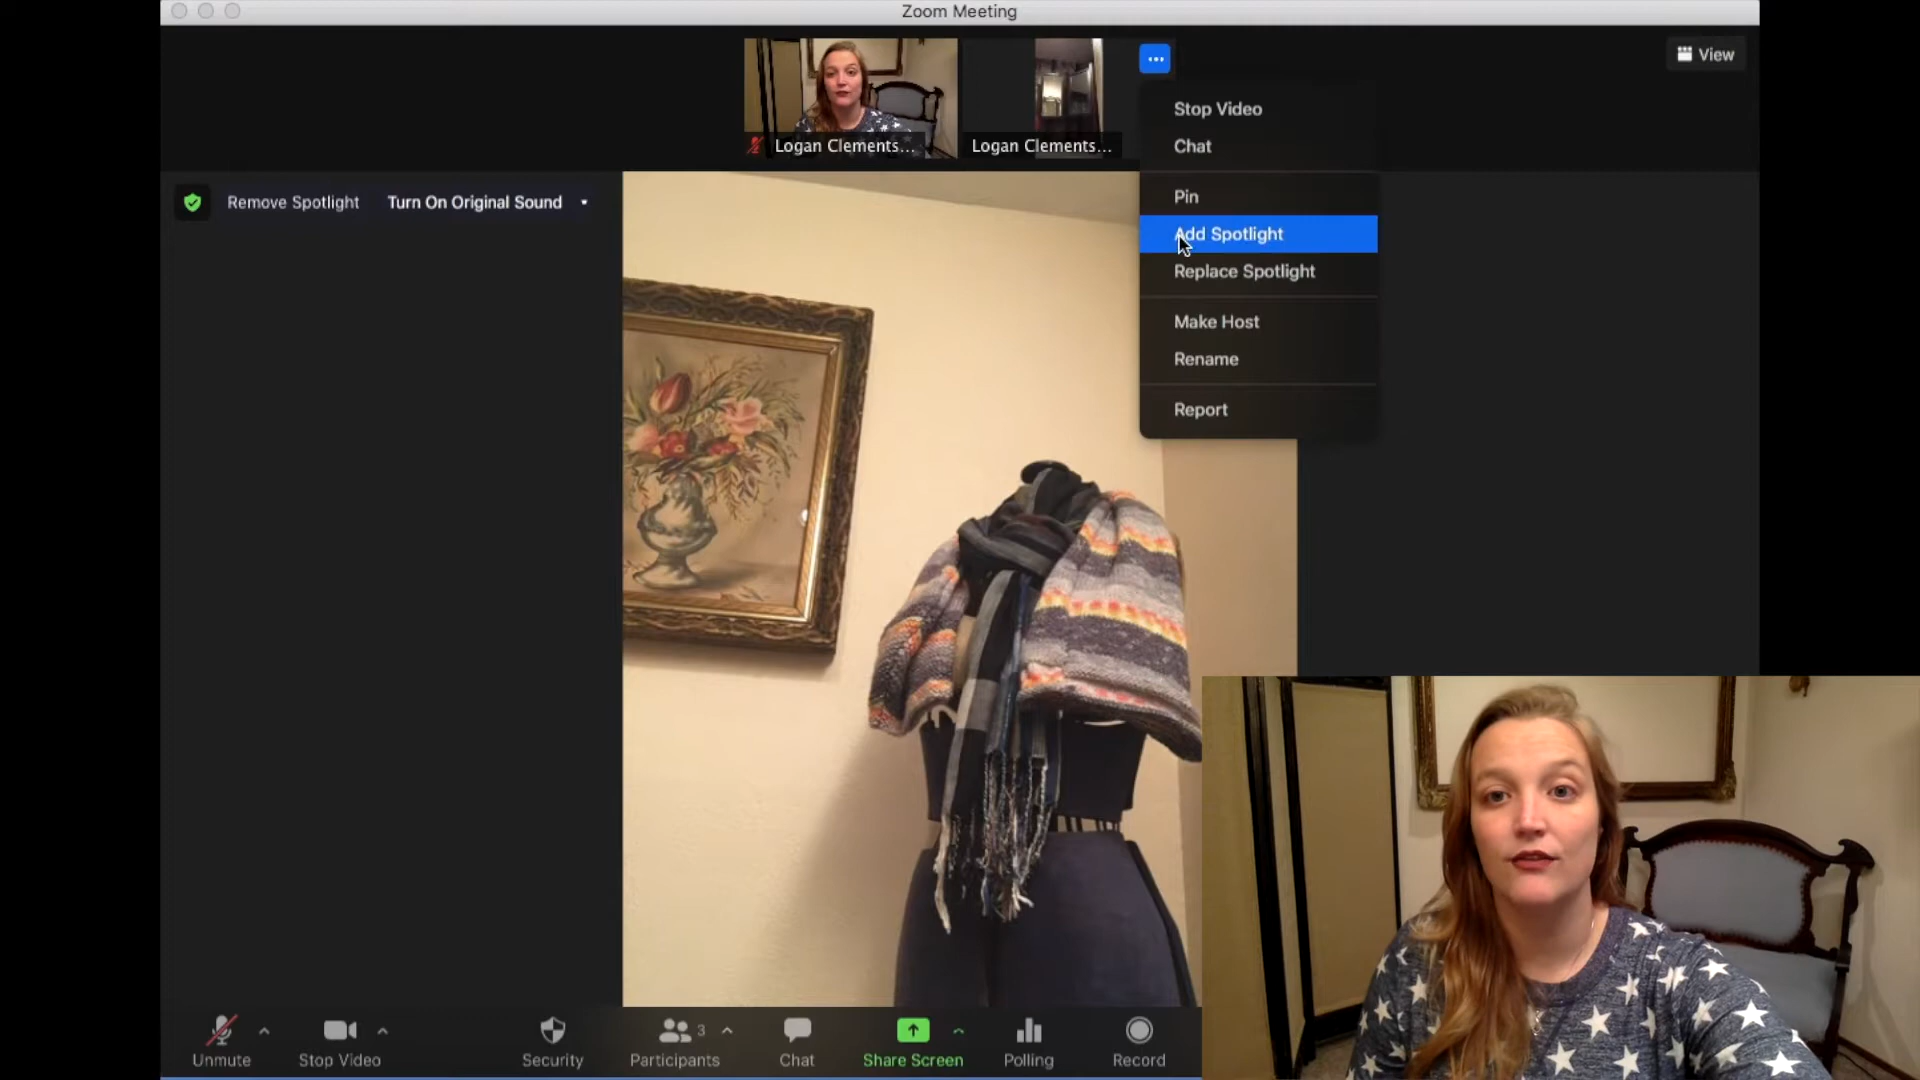 Zoom Meeting
View
Logan Clements...
Logan Clements...
Stop Video
Chat
Pin
Add Spotlight
Replace Spotlight
Make Host
Rename
Report
Remove Spotlight
Turn On Original Sound
Unmute
Stop Video
Security
Participants
3
Chat
Share Screen
Polling
Record